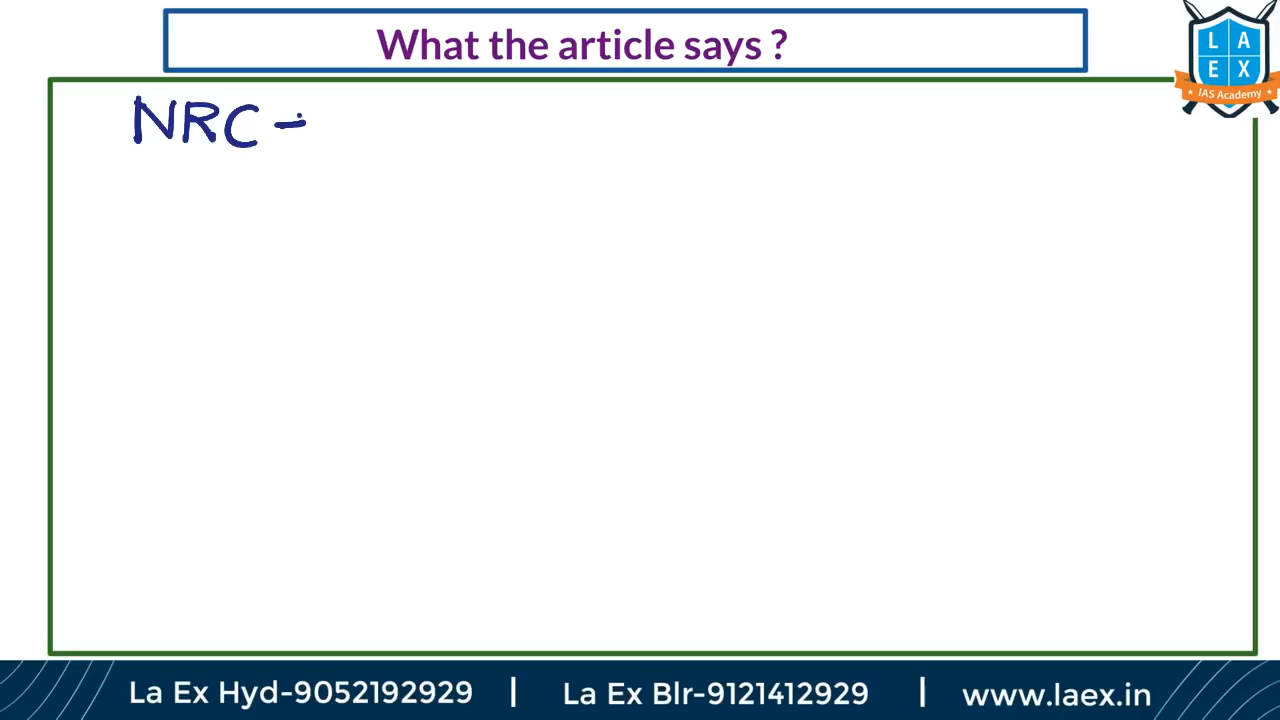 What the article says ?
L A
E X
IAS Academy
NRC -
La Ex Hyd-9052192929 | La Ex Blr-9121412929 | www.laex.in